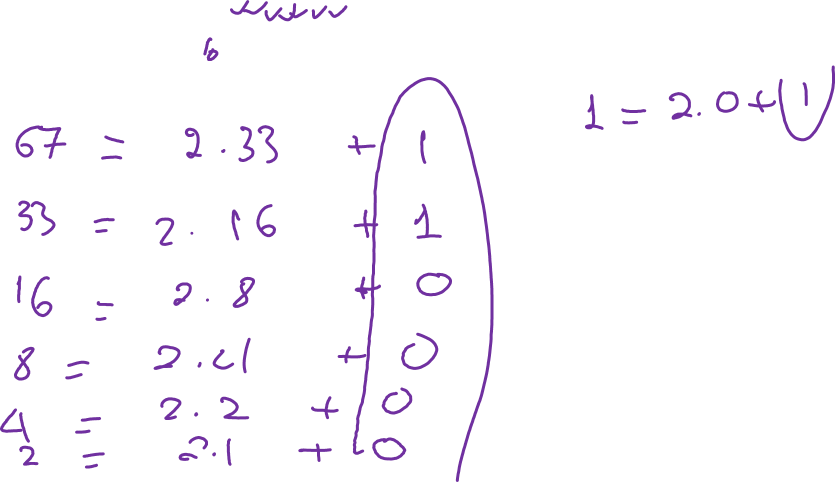 6
67 = 2.33 + 1
33 = 2.16 + 1
16 = 2.8 + 0
8 = 2.4 + 0
4 = 2.2 + 0
2 = 2.1 + 0
1 = 2.0 + 1